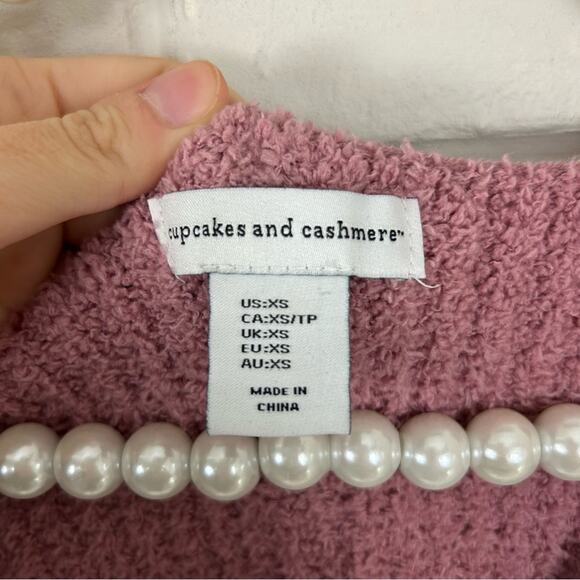 cupcakes and cashmere™
US:XS
CA:XS/TP
UK:XS
EU:XS
AU:XS
MADE IN
CHINA